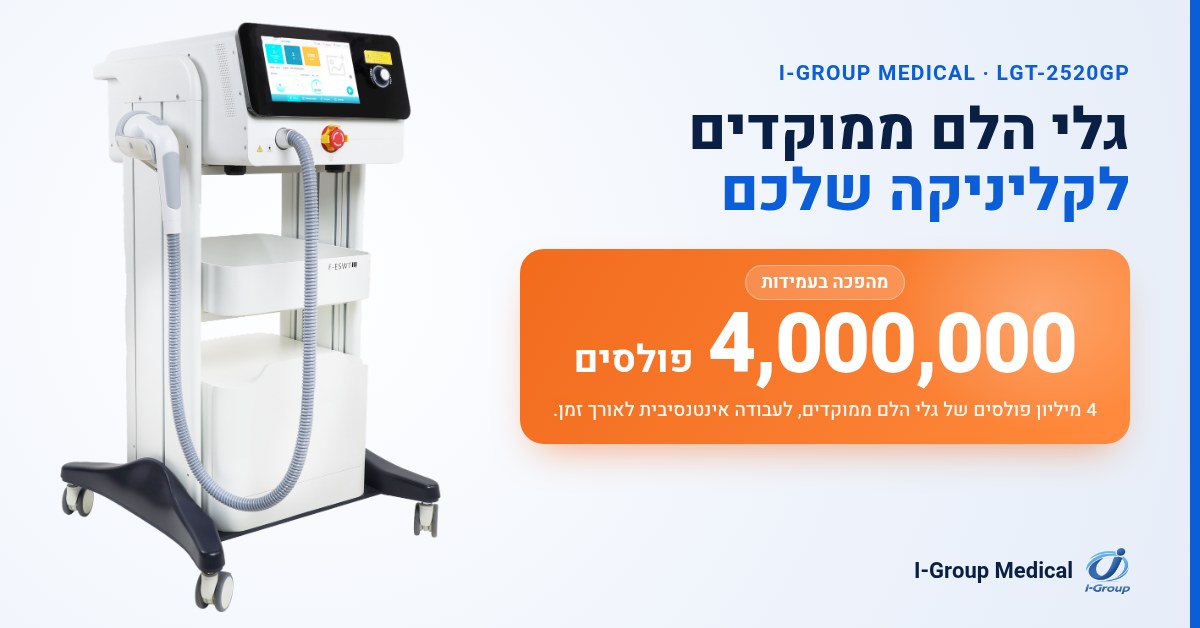 I-GROUP MEDICAL · LGT-2520GP
גלי הלם ממוקדים
לקליניקה שלכם
מהפכה בעמידות
4,000,000 פולסים
4 מיליון פולסים של גלי הלם ממוקדים, לעבודה אינטנסיבית לאורך זמן.
F-ESWT
I-Group Medical
I-Group